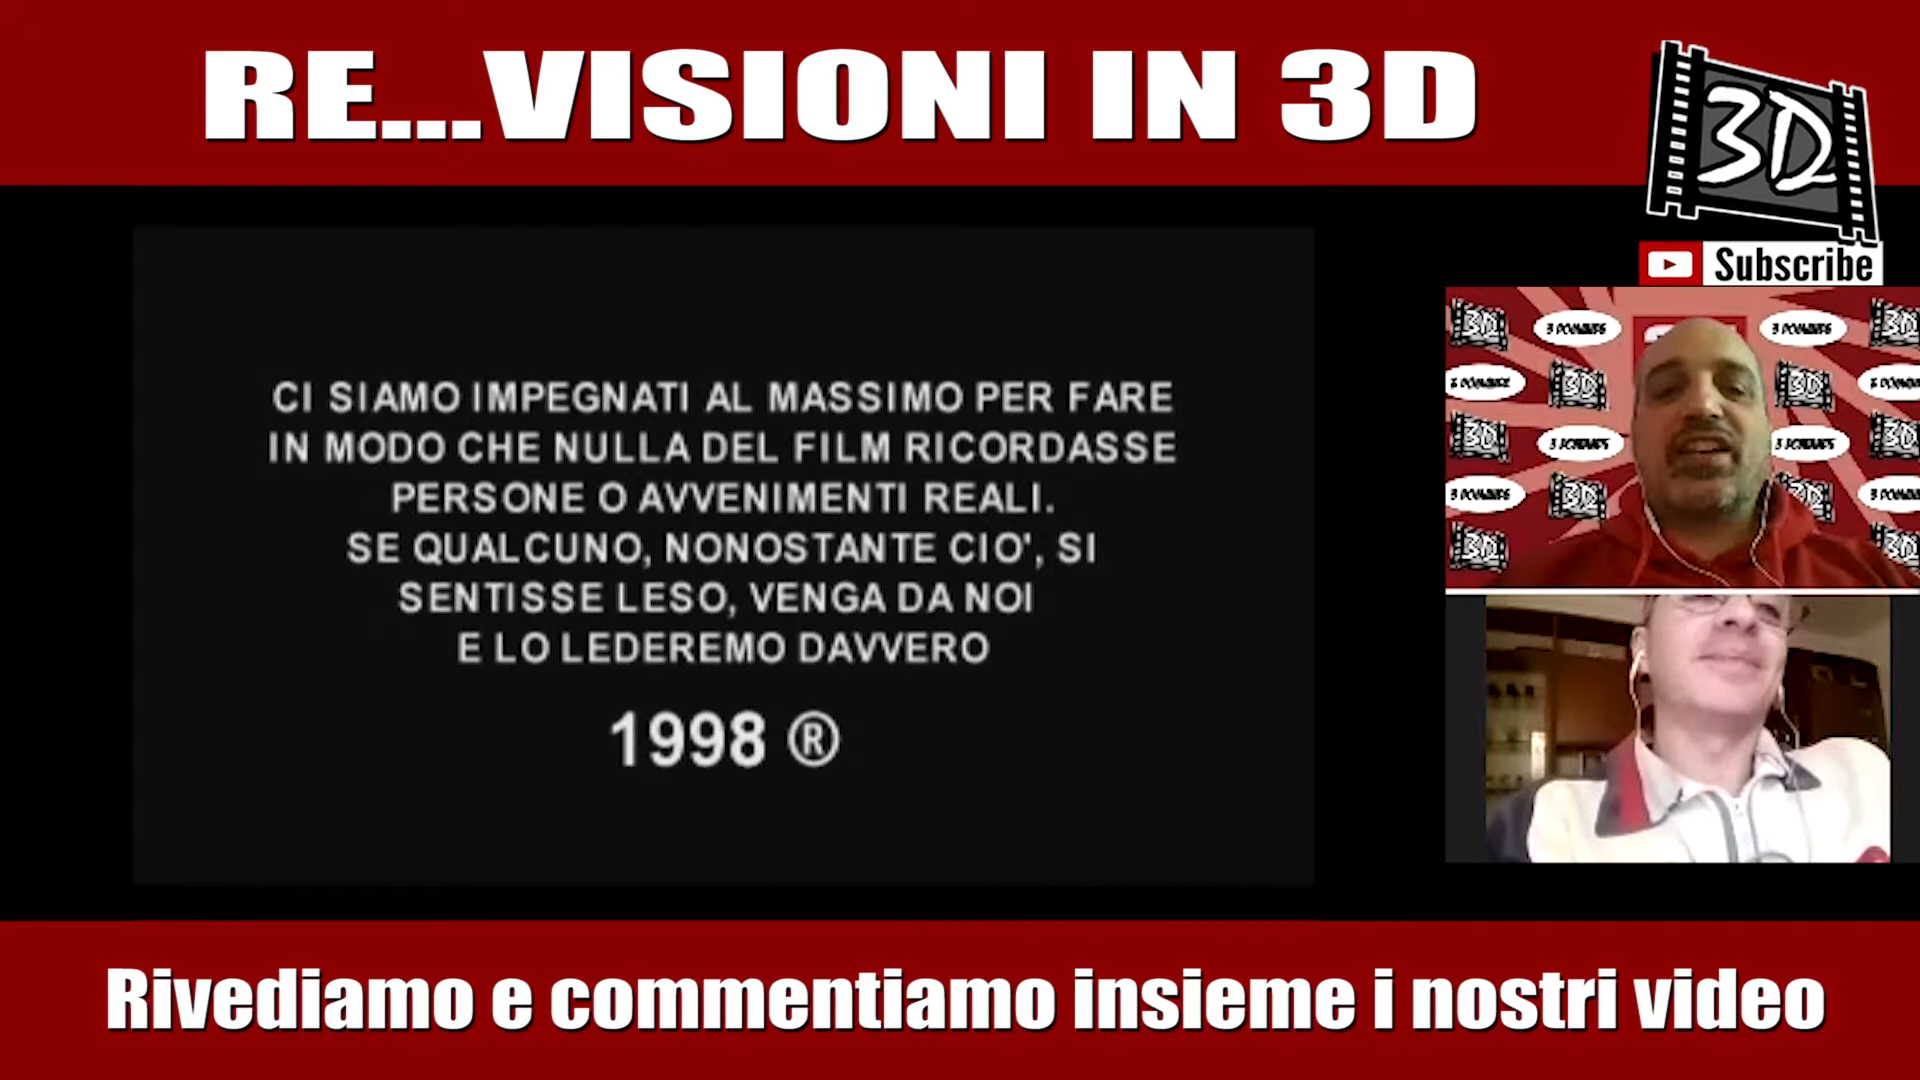 RE...VISIONI IN 3D
3D
Subscribe
CI SIAMO IMPEGNATI AL MASSIMO PER FARE
IN MODO CHE NULLA DEL FILM RICORDASSE
PERSONE O AVVENIMENTI REALI.
SE QUALCUNO, NONOSTANTE CIO', SI
SENTISSE LESO, VENGA DA NOI
E LO LEDEREMO DAVVERO
1998 ®
Rivediamo e commentiamo insieme i nostri video